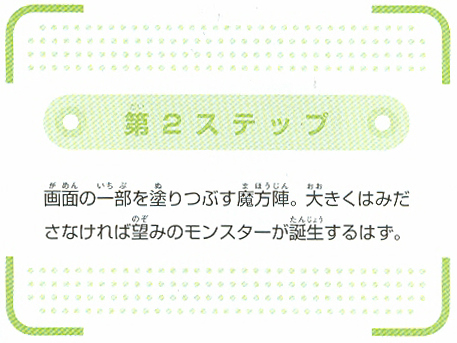 第2ステップ
画面の一部を塗りつぶす魔方陣。大きくはみだ
さなければ望みのモンスターが誕生するはず。